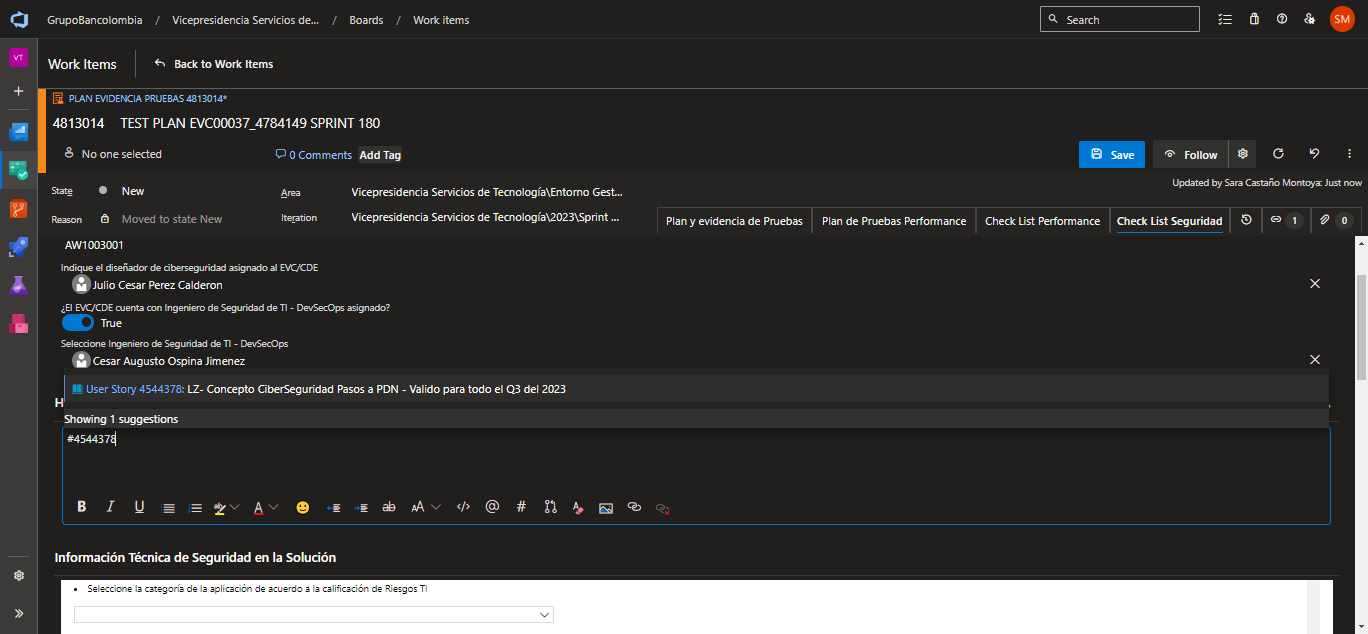 GrupoBancolombia / Vicepresidencia Servicios de... / Boards / Work items
Search
SM
VT
Work Items
Back to Work Items
PLAN EVIDENCIA PRUEBAS 4813014*
4813014 TEST PLAN EVC00037_4784149 SPRINT 180
No one selected
0 Comments
Add Tag
Save
Follow
State
New
Area
Vicepresidencia Servicios de Tecnología\Entorno Gest...
Updated by Sara Castaño Montoya: Just now
Reason
Moved to state New
Iteration
Vicepresidencia Servicios de Tecnología\2023\Sprint ...
Plan y evidencia de Pruebas
Plan de Pruebas Performance
Check List Performance
Check List Seguridad
1
0
AW1003001
Indique el diseñador de ciberseguridad asignado al EVC/CDE
Julio Cesar Perez Calderon
¿El EVC/CDE cuenta con Ingeniero de Seguridad de TI - DevSecOps asignado?
True
Seleccione Ingeniero de Seguridad de TI - DevSecOps
Cesar Augusto Ospina Jimenez
User Story 4544378: LZ- Concepto CiberSeguridad Pasos a PDN - Valido para todo el Q3 del 2023
H
Showing 1 suggestions
#4544378
Información Técnica de Seguridad en la Solución
• Seleccione la categoría de la aplicación de acuerdo a la calificación de Riesgos TI